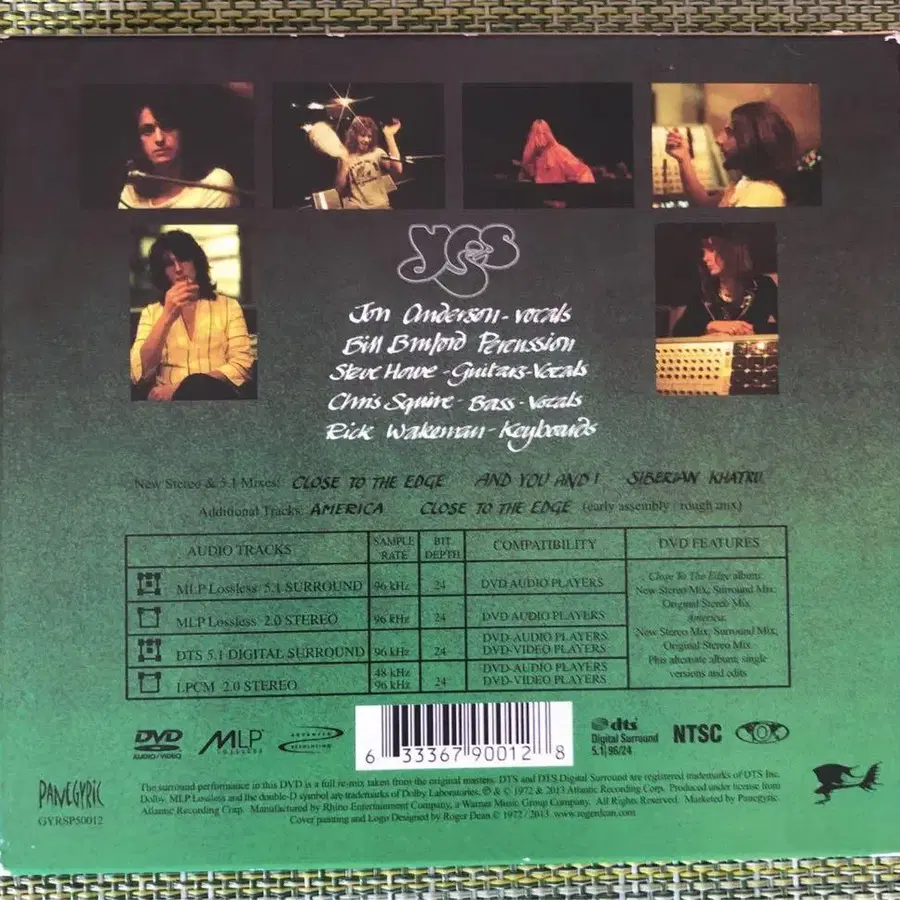 yes
Jon Anderson - vocals
Bill Bruford Percussion
Steve Howe - Guitars - Vocals
Chris Squire - Bass - Vocals
Rick Wakeman - Keyboards
New Stereo & 5.1 Mixes: CLOSE TO THE EDGE AND YOU AND I SIBERIAN KHATRU
Additional Tracks: AMERICA CLOSE TO THE EDGE (early assembly / rough mix)
AUDIO TRACKS SAMPLE RATE BIT DEPTH COMPATIBILITY DVD FEATURES
MLP Lossless 5.1 SURROUND 96 kHz 24 DVD AUDIO PLAYERS
MLP Lossless 2.0 STEREO 96 kHz 24 DVD AUDIO PLAYERS
DTS 5.1 DIGITAL SURROUND 96 kHz 24 DVD-AUDIO PLAYERS
DVD-VIDEO PLAYERS
LPCM 2.0 STEREO 48 kHz 96 kHz 24 DVD-AUDIO PLAYERS
DVD-VIDEO PLAYERS
Close To The Edge album:
New Stereo Mix, Surround Mix,
Original Stereo Mix
America:
New Stereo Mix, Surround Mix,
Original Stereo Mix
Plus alternate album, single
versions and edits
DVD
AUDIO/VIDEO
MLP
LOSSLESS
ADVANCED
RESOLUTION
6 33367 90012 8
dts
Digital Surround
5.1 96/24
NTSC
PANEGYRIC
GYRSP50012
The surround performance in this DVD is a full re-mix taken from the original masters. DTS and DTS Digital Surround are registered trademarks of DTS Inc.
Dolby, MLP Lossless and the double-D symbol are trademarks of Dolby Laboratories. ℗ & © 1972 & 2013 Atlantic Recording Corp. Produced under license from
Atlantic Recording Corp. Manufactured by Rhino Entertainment Company, a Warner Music Group Company. All Rights Reserved. Marketed by Panegyric.
Cover painting and Logo Designed by Roger Dean © 1972 / 2013 www.rogerdean.com